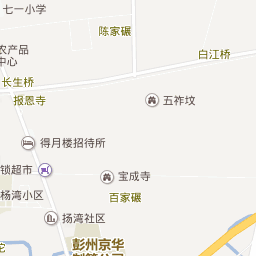 七一小学
陈家碾
农产品
中心
白江桥
长生桥
报恩寺
五祚坟
得月楼招待所
锁超市
宝成寺
杨湾小区
百家碾
扬湾社区
彭州京华